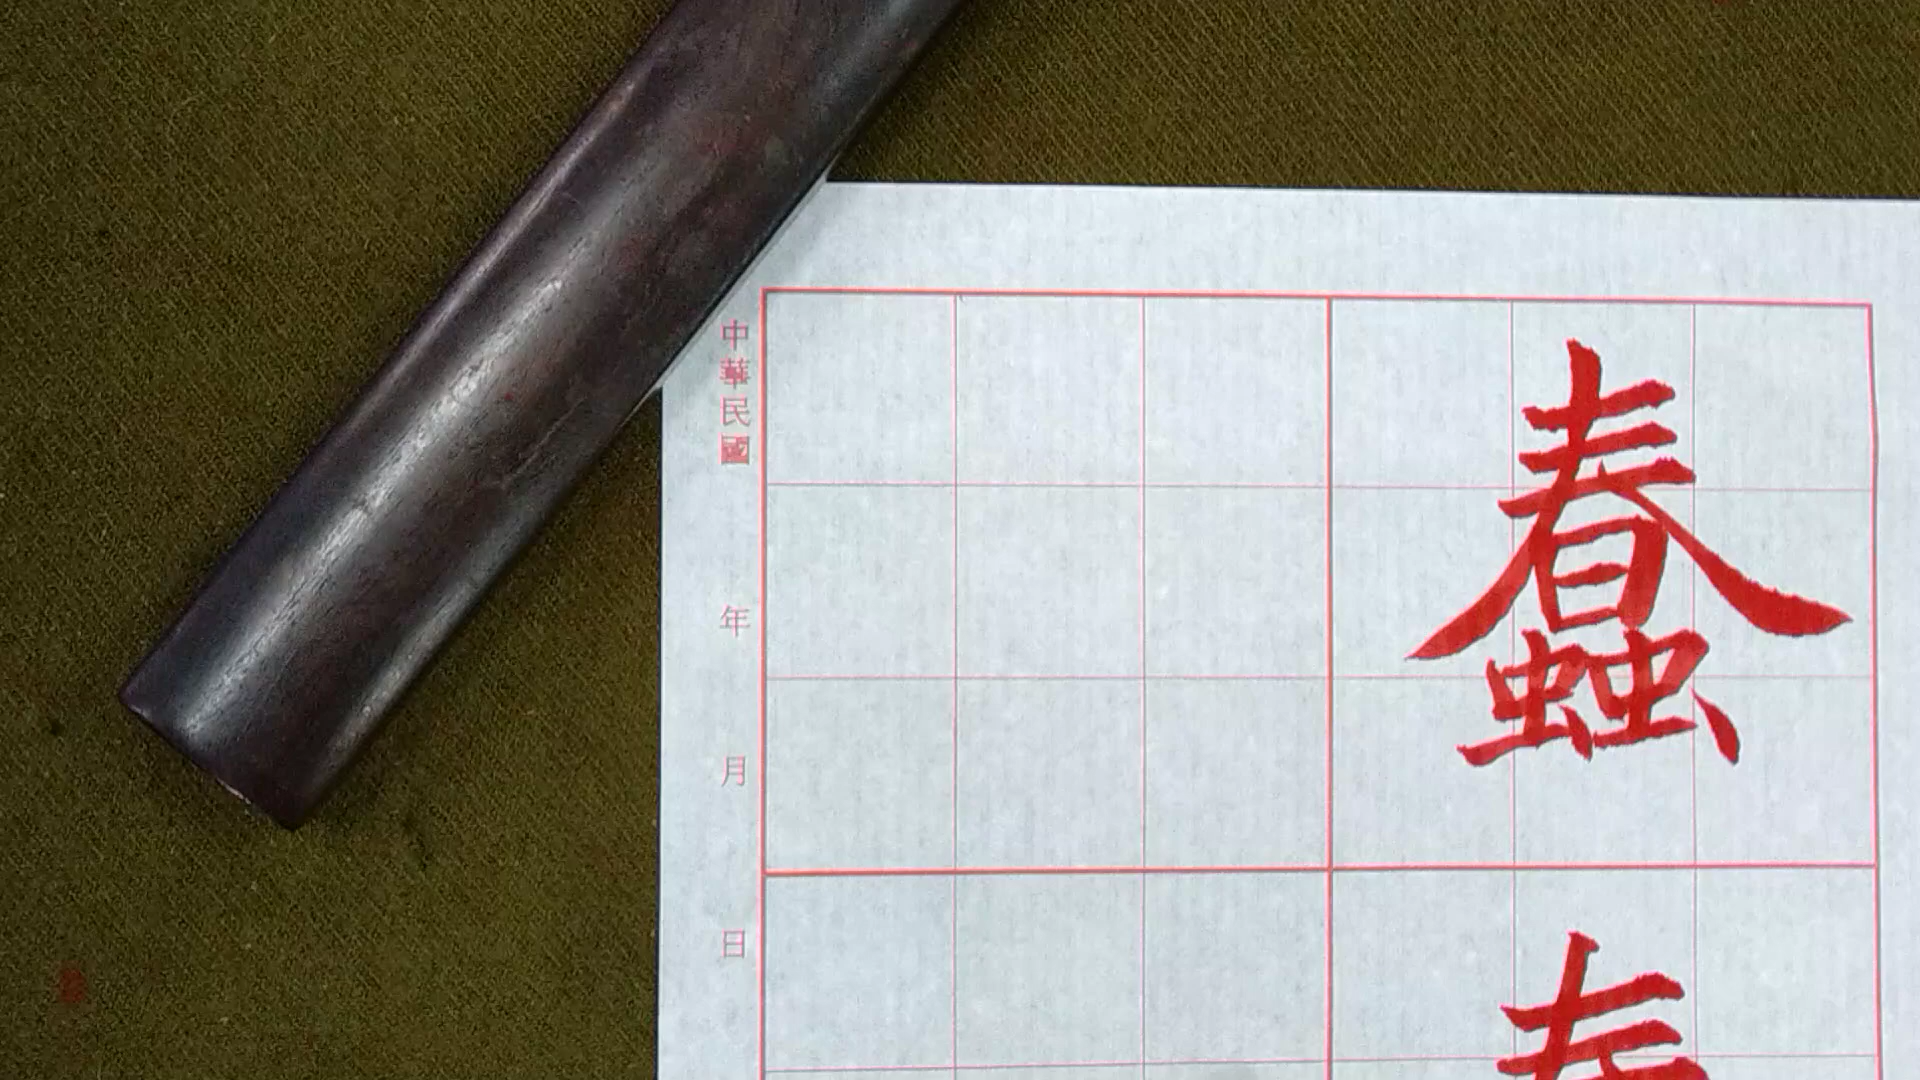 蠢
中華民國 年 月 日